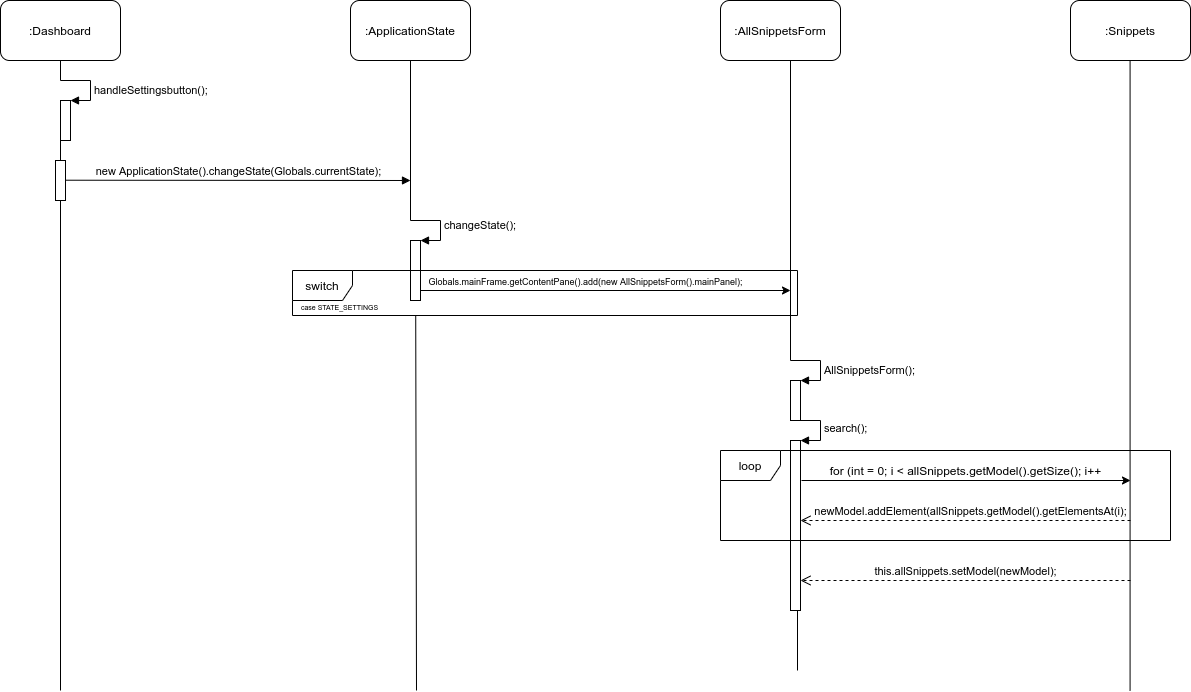 :Dashboard
:ApplicationState
:AllSnippetsForm
:Snippets
handleSettingsbutton();
new ApplicationState().changeState(Globals.currentState);
changeState();
switch
Globals.mainFrame.getContentPane().add(new AllSnippetsForm().mainPanel);
case STATE_SETTINGS
AllSnippetsForm();
search();
loop
for (int = 0; i < allSnippets.getModel().getSize(); i++
newModel.addElement(allSnippets.getModel().getElementsAt(i);
this.allSnippets.setModel(newModel);